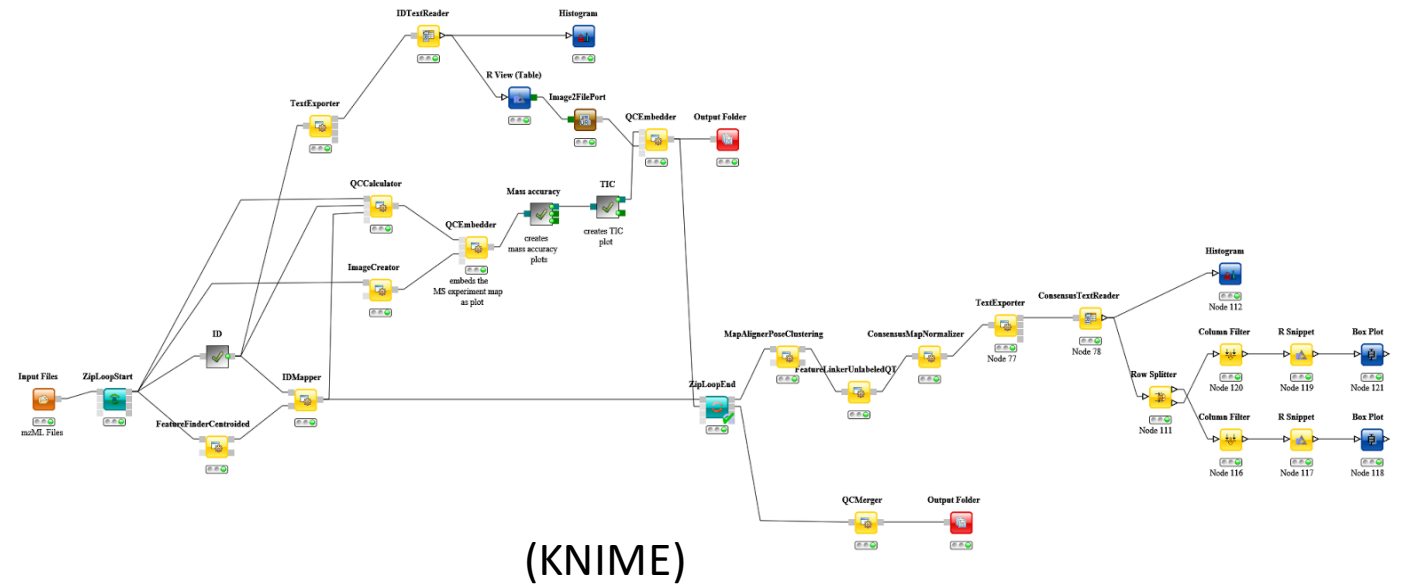 IDTextReader
Histogram
R View (Table)
Image2FilePort
TextExporter
QCEmbedder
Output Folder
QCCalculator
Mass accuracy
TIC
QCEmbedder
creates
mass accuracy
plots
creates TIC
plot
ImageCreator
embeds the
MS experiment map
as plot
Histogram
Node 112
TextExporter
ConsensusTextReader
Node 77
Node 78
ID
MapAlignerPoseClustering
ConsensusMapNormalizer
Column Filter
R Snippet
Box Plot
Node 120
Node 119
Node 121
Input Files
ZipLoopStart
IDMapper
FeatureLinkerUnlabeledQT
ZipLoopEnd
Row Splitter
Node 111
mzML Files
FeatureFinderCentroided
Column Filter
R Snippet
Box Plot
Node 116
Node 117
Node 118
QCMerger
Output Folder
(KNIME)